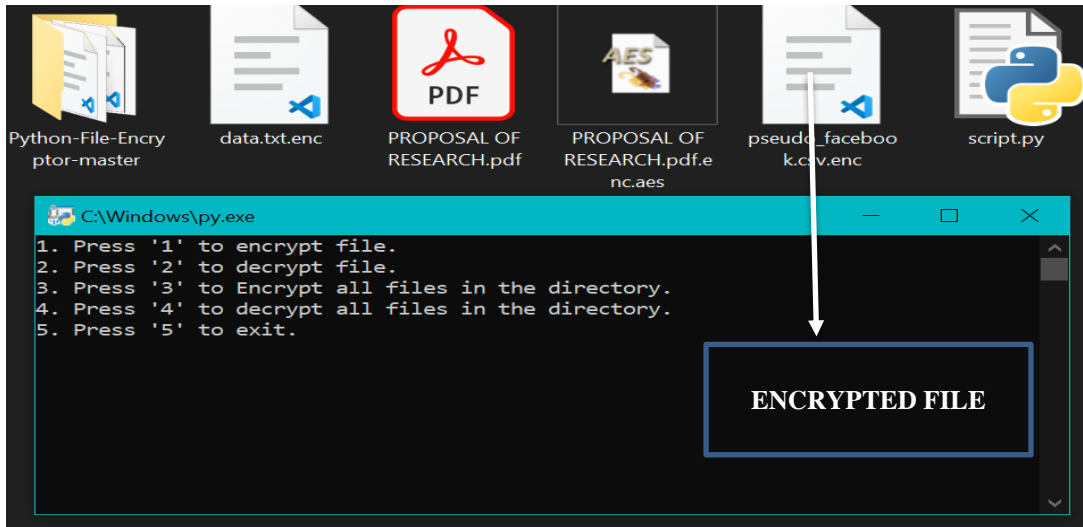 PDF
AES
Python-File-Encry
ptor-master
data.txt.enc
PROPOSAL OF
RESEARCH.pdf
PROPOSAL OF
RESEARCH.pdf.e
nc.aes
pseudo_faceboo
k.csv.enc
script.py
C:\Windows\py.exe
1. Press '1' to encrypt file.
2. Press '2' to decrypt file.
3. Press '3' to Encrypt all files in the directory.
4. Press '4' to decrypt all files in the directory.
5. Press '5' to exit.
ENCRYPTED FILE